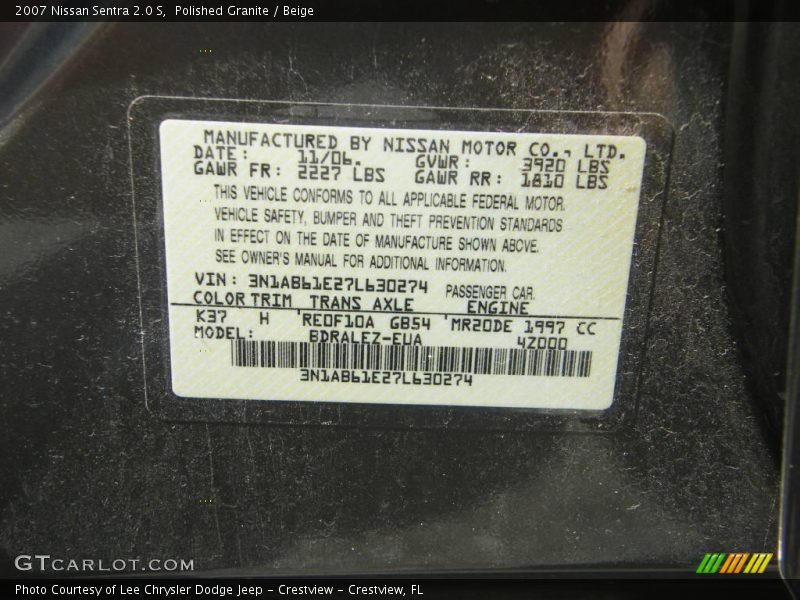 2007 Nissan Sentra 2.0 S, Polished Granite / Beige
MANUFACTURED BY NISSAN MOTOR CO., LTD.
DATE: 11/06. GVWR: 3920 LBS
GAWR FR: 2227 LBS GAWR RR: 1810 LBS
THIS VEHICLE CONFORMS TO ALL APPLICABLE FEDERAL MOTOR
VEHICLE SAFETY, BUMPER AND THEFT PREVENTION STANDARDS
IN EFFECT ON THE DATE OF MANUFACTURE SHOWN ABOVE.
SEE OWNER'S MANUAL FOR ADDITIONAL INFORMATION.
VIN: 3N1AB61E27L630274 PASSENGER CAR.
COLOR TRIM TRANS AXLE ENGINE
K37 H 'RE0F10A GB54 'MR20DE 1997 CC
MODEL: BDRALEZ-EUA 4Z000
3N1AB61E27L630274
GTCARLOT.COM
Photo Courtesy of Lee Chrysler Dodge Jeep - Crestview - Crestview, FL